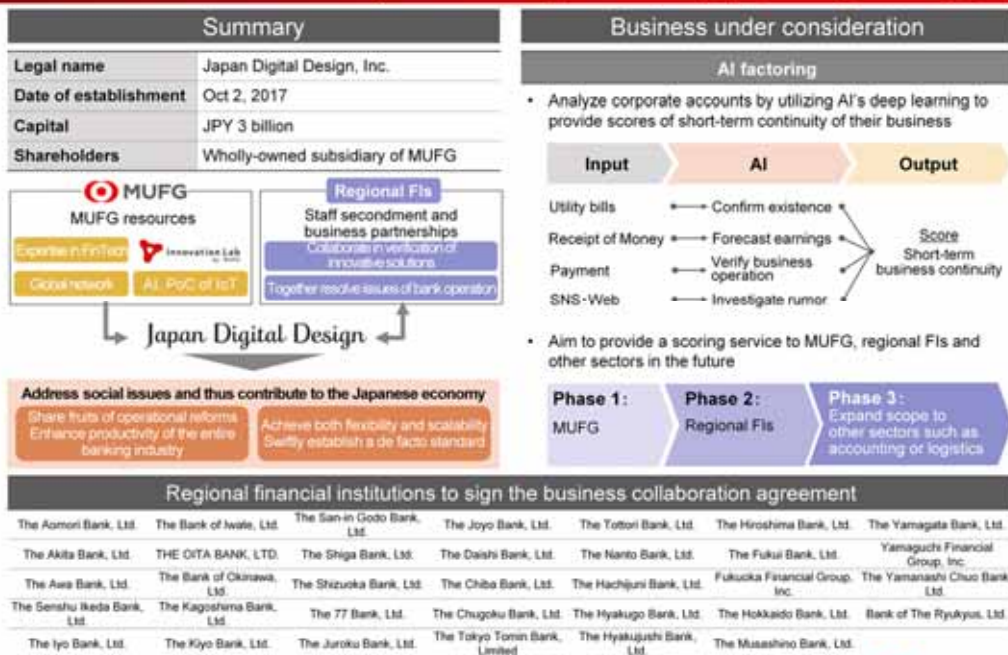 Summary
Legal name Japan Digital Design, Inc.
Date of establishment Oct 2, 2017
Capital JPY 3 billion
Shareholders Wholly-owned subsidiary of MUFG
MUFG
MUFG resources
Expertise in FinTech
Innovation Lab
Global network
AI, PoC of IoT
Regional FIs
Staff secondment and
business partnerships
Collaborate in verification of
innovative solutions
Together resolve issues of bank operation
Japan Digital Design
Address social issues and thus contribute to the Japanese economy
Share fruits of operational reforms
Enhance productivity of the entire
banking industry
Achieve both flexibility and scalability
Swiftly establish a de facto standard
Business under consideration
AI factoring
• Analyze corporate accounts by utilizing AI's deep learning to
provide scores of short-term continuity of their business
Input AI Output
Utility bills Confirm existence
Receipt of Money Forecast earnings
Payment Verify business
operation
SNS・Web Investigate rumor
Score
Short-term
business continuity
• Aim to provide a scoring service to MUFG, regional FIs and
other sectors in the future
Phase 1:
MUFG
Phase 2:
Regional FIs
Phase 3:
Expand scope to
other sectors such as
accounting or logistics
Regional financial institutions to sign the business collaboration agreement
The Aomori Bank, Ltd. The Bank of Iwate, Ltd. The San-in Godo Bank, Ltd. The Joyo Bank, Ltd. The Tottori Bank, Ltd. The Hiroshima Bank, Ltd. The Yamagata Bank, Ltd.
The Akita Bank, Ltd. THE OITA BANK, LTD. The Shiga Bank, Ltd. The Daishi Bank, Ltd. The Nanto Bank, Ltd. The Fukui Bank, Ltd. Yamaguchi Financial Group, Inc.
The Awa Bank, Ltd. The Bank of Okinawa, Ltd. The Shizuoka Bank, Ltd. The Chiba Bank, Ltd. The Hachijuni Bank, Ltd. Fukuoka Financial Group, Inc. The Yamanashi Chuo Bank, Ltd.
The Senshu Ikeda Bank, Ltd. The Kagoshima Bank, Ltd. The 77 Bank, Ltd. The Chugoku Bank, Ltd. The Hyakugo Bank, Ltd. The Hokkaido Bank, Ltd. Bank of The Ryukyus, Ltd.
The Iyo Bank, Ltd. The Kiyo Bank, Ltd. The Juroku Bank, Ltd. The Tokyo Tomin Bank, Limited The Hyakujushi Bank, Ltd. The Musashino Bank, Ltd.